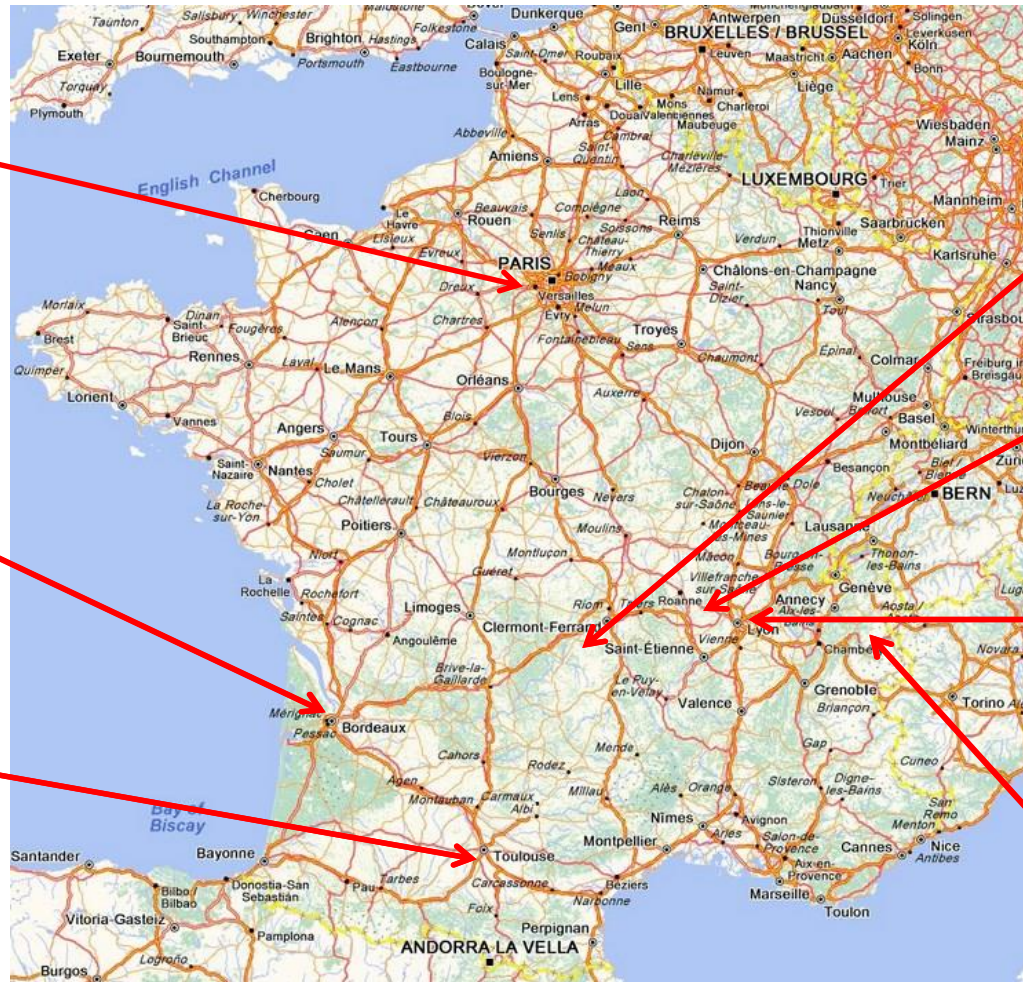 Taunton
Salisbury
Winchester
Maidstone
Folkestone
Dunkerque
Gent
Antwerpen
Mönchengladbach
Düsseldorf
Solingen
Southampton
Brighton
Hastings
Calais
Saint-Omer
BRUXELLES / BRUSSEL
Leverkusen
Köln
Exeter
Bournemouth
Portsmouth
Eastbourne
Boulogne-
sur-Mer
Roubaix
Leuven
Maastricht
Aachen
Bonn
Torquay
Lille
Namur
Liège
Plymouth
Lens
Mons
Charleroi
Arras
Douai
Valenciennes
Maubeuge
Abbeville
Cambrai
Wiesbaden
Mainz
Amiens
Saint-
Quentin
Charleville-
Mézières
English Channel
Cherbourg
Laon
LUXEMBOURG
Trier
Mannheim
Le
Havre
Rouen
Beauvais
Compiègne
Reims
Saarbrücken
Caen
Lisieux
Evreux
Senlis
Soissons
Château-
Thierry
Verdun
Thionville
Metz
Karlsruhe
PARIS
Bobigny
Meaux
Châlons-en-Champagne
Dreux
Versailles
Nancy
Morlaix
Dinan
Evry
Melun
Saint-
Dizier
Toul
Strasbou
Brest
Saint-
Brieuc
Fougères
Alençon
Chartres
Fontainebleau
Troyes
Sens
Chaumont
Épinal
Colmar
Quimper
Rennes
Laval
Le Mans
Freiburg im
Breisgau
Lorient
Orléans
Auxerre
Mulhouse
Vannes
Blois
Vesoul
Belfort
Basel
Angers
Tours
Dijon
Montbéliard
Winterthur
Saint-
Nazaire
Nantes
Saumur
Vierzon
Besançon
Biel /
Bienne
Züri
Cholet
Bourges
Nevers
Chalon-
sur-Saône
Beaune
Dole
Neuchâtel
BERN
Luz
La Roche-
sur-Yon
Châtellerault
Châteauroux
Lons-le-
Saunier
Poitiers
Moulins
Montceau-
les-Mines
Lausanne
Niort
Montluçon
Mâcon
Bourg-en-
Bresse
Thonon-
les-Bains
La
Rochelle
Rochefort
Guéret
Villefranche-
sur-Saône
Genève
Saintes
Cognac
Limoges
Riom
Thiers
Roanne
Annecy
Aix-les-
Bains
Aosta /
Lug
Angoulême
Clermont-Ferrand
Lyon
Vienne
Chambé
Novara
Saint-Étienne
Brive-la-
Gaillarde
Le Puy-
en-Velay
Grenoble
Mérignac
Bordeaux
Valence
Briançon
Torino
Pessac
Cahors
Mende
Gap
Agen
Rodez
Cuneo
Montauban
Carmaux
Millau
Alès
Orange
Sisteron
Digne-
les-Bains
Bay of
Biscay
Albi
Avignon
San
Remo
Nîmes
Menton
Santander
Bayonne
Toulouse
Montpellier
Arles
Salon-de-
Provence
Cannes
Nice
Antibes
Bilbo /
Bilbao
Donostia-San
Sebastián
Pau
Tarbes
Carcassonne
Béziers
Aix-en-
Provence
Marseille
Vitoria-Gasteiz
Foix
Narbonne
Toulon
Pamplona
Perpignan
Logroño
ANDORRA LA VELLA
Burgos